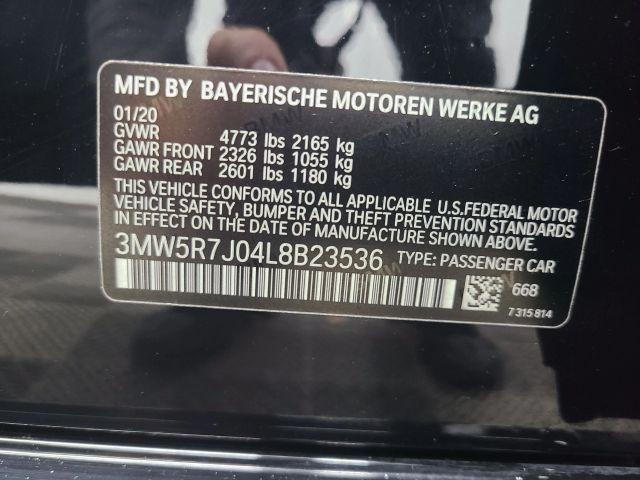 MFD BY BAYERISCHE MOTOREN WERKE AG
01/20
GVWR 4773 lbs 2165 kg
GAWR FRONT 2326 lbs 1055 kg
GAWR REAR 2601 lbs 1180 kg
THIS VEHICLE CONFORMS TO ALL APPLICABLE U.S.FEDERAL MOTOR
VEHICLE SAFETY, BUMPER AND THEFT PREVENTION STANDARDS
IN EFFECT ON THE DATE OF MANUFACTURE SHOWN ABOVE.
3MW5R7J04L8B23536 TYPE: PASSENGER CAR
668
7 315 814